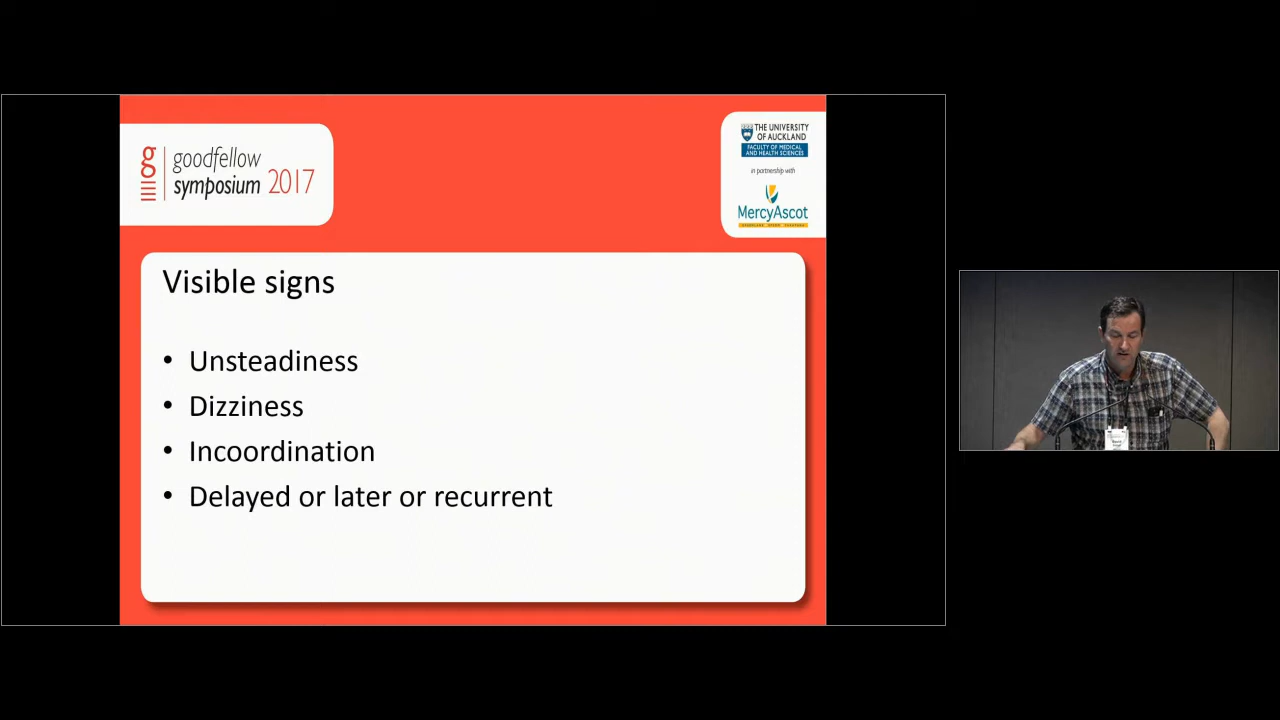 goodfellow
symposium 2017
THE UNIVERSITY
OF AUCKLAND
FACULTY OF MEDICAL
AND HEALTH SCIENCES
in partnership with
MercyAscot
Visible signs
• Unsteadiness
• Dizziness
• Incoordination
• Delayed or later or recurrent